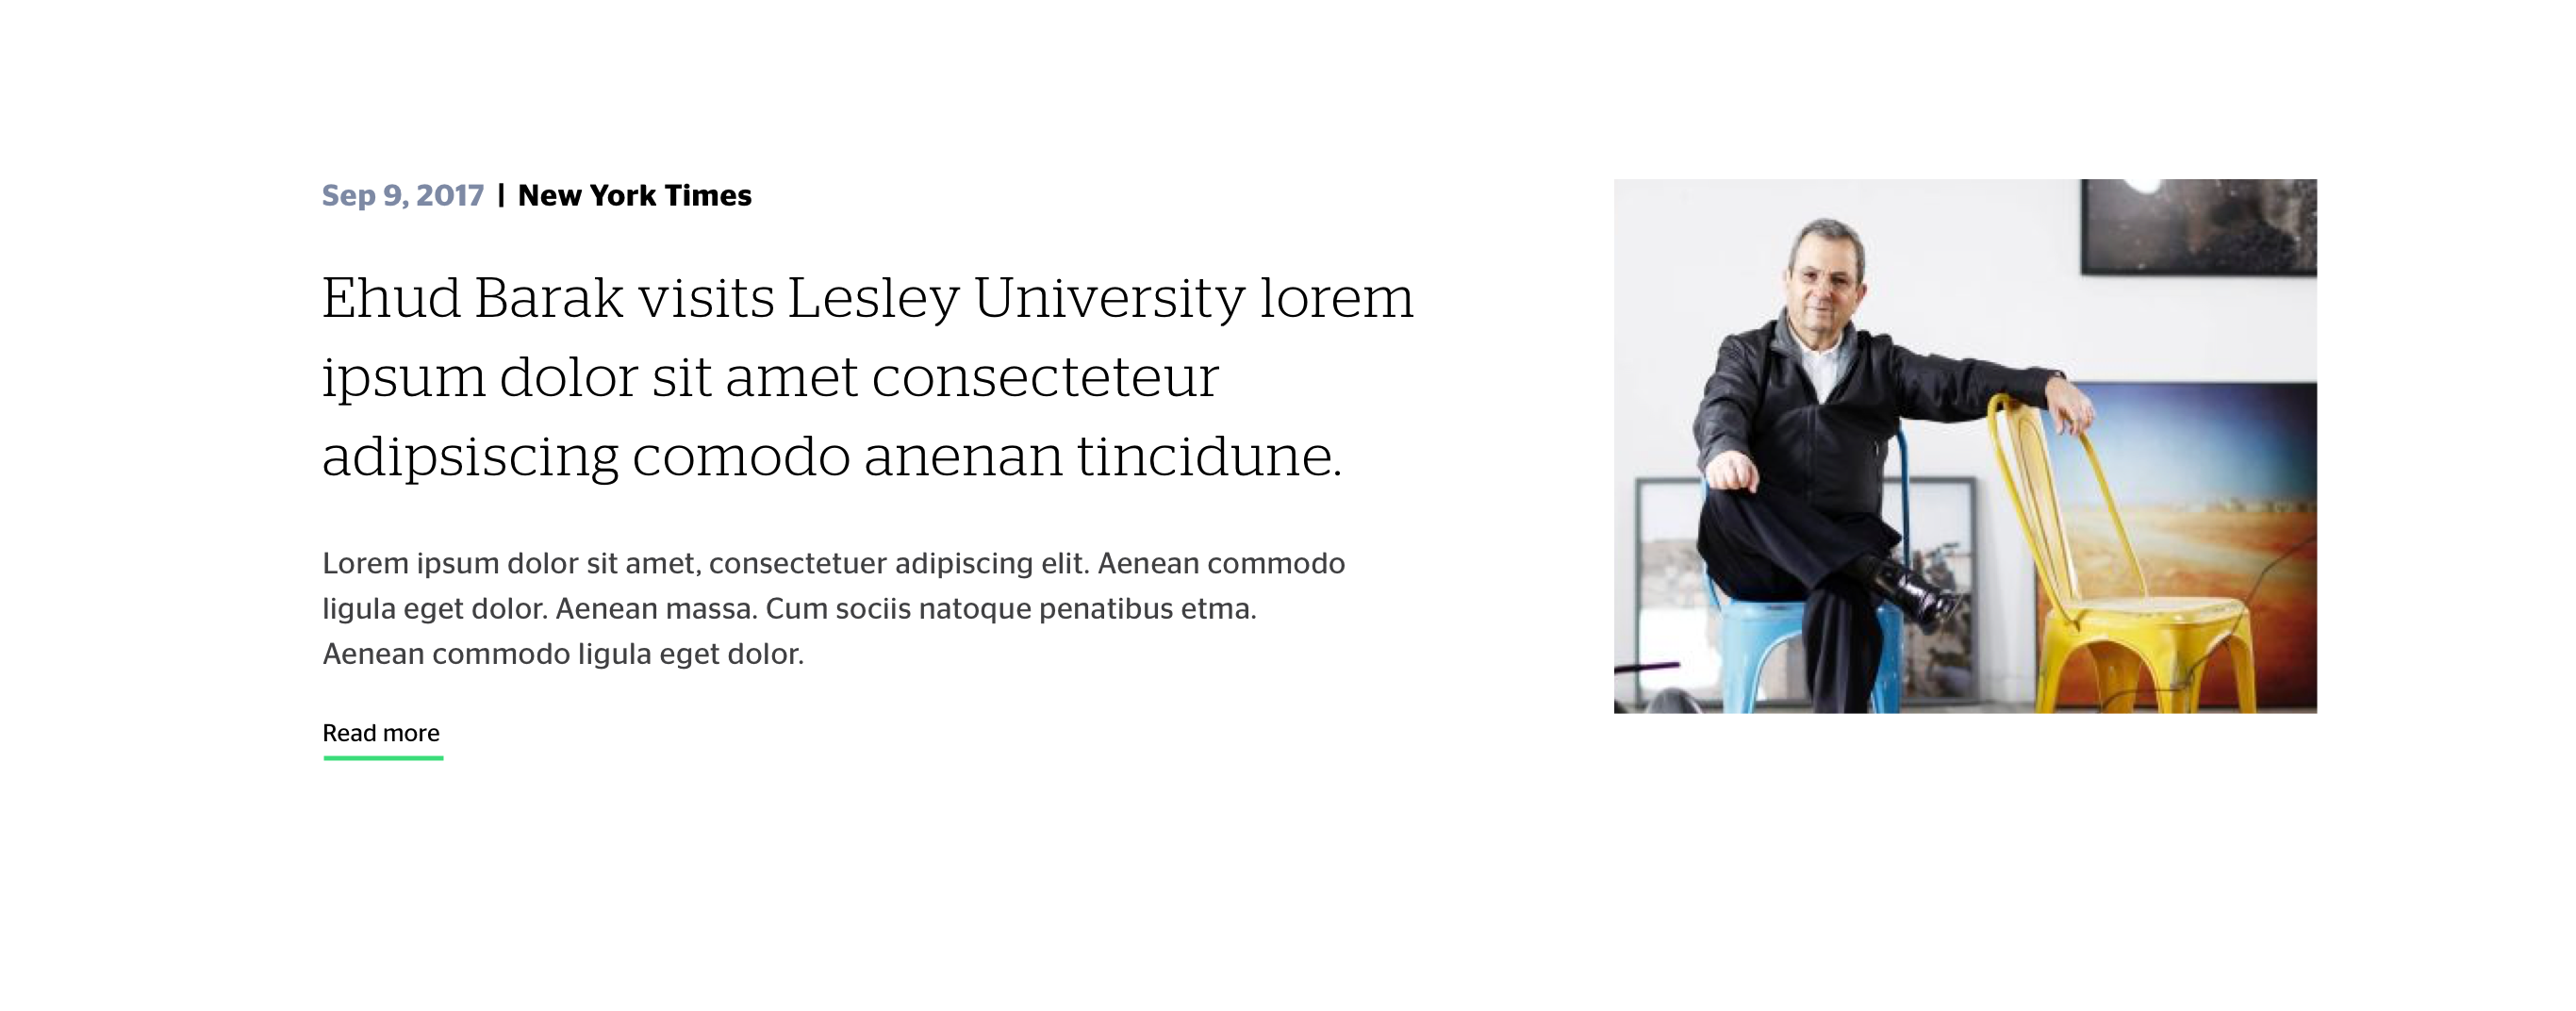 Sep 9, 2017 | New York Times
Ehud Barak visits Lesley University lorem
ipsum dolor sit amet consecteteur
adipsiscing comodo anenan tincidune.
Lorem ipsum dolor sit amet, consectetuer adipiscing elit. Aenean commodo
ligula eget dolor. Aenean massa. Cum sociis natoque penatibus etma.
Aenean commodo ligula eget dolor.
Read more